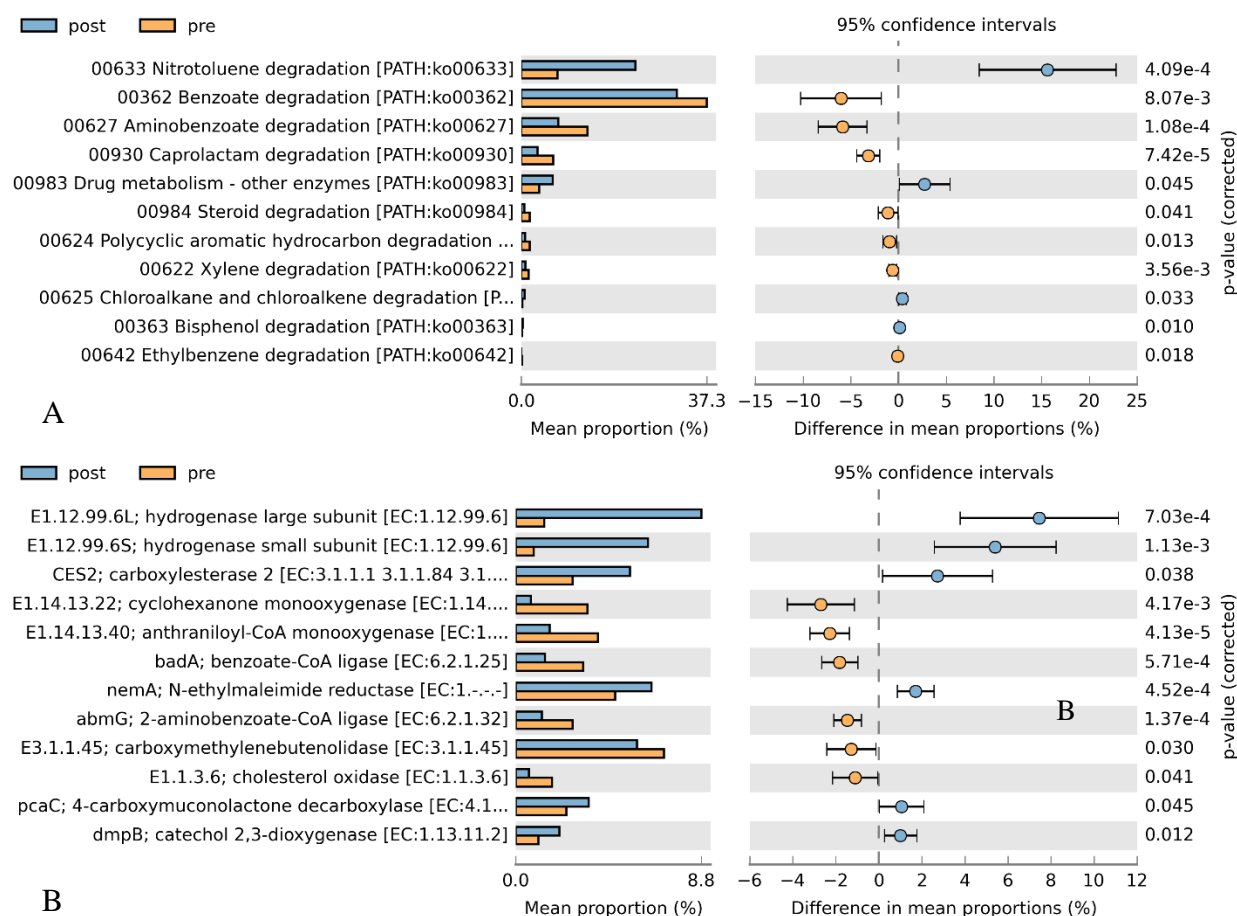 post pre
95% confidence intervals
00633 Nitrotoluene degradation [PATH:ko00633] 4.09e-4
00362 Benzoate degradation [PATH:ko00362] 8.07e-3
00627 Aminobenzoate degradation [PATH:ko00627] 1.08e-4
00930 Caprolactam degradation [PATH:ko00930] 7.42e-5
00983 Drug metabolism - other enzymes [PATH:ko00983] 0.045
00984 Steroid degradation [PATH:ko00984] 0.041
00624 Polycyclic aromatic hydrocarbon degradation ... 0.013
00622 Xylene degradation [PATH:ko00622] 3.56e-3
00625 Chloroalkane and chloroalkene degradation [P... 0.033
00363 Bisphenol degradation [PATH:ko00363] 0.010
00642 Ethylbenzene degradation [PATH:ko00642] 0.018
p-value (corrected)
0.0 37.3 −15 −10 −5 0 5 10 15 20 25
A
Mean proportion (%) Difference in mean proportions (%)
post pre
95% confidence intervals
E1.12.99.6L; hydrogenase large subunit [EC:1.12.99.6] 7.03e-4
E1.12.99.6S; hydrogenase small subunit [EC:1.12.99.6] 1.13e-3
CES2; carboxylesterase 2 [EC:3.1.1.1 3.1.1.84 3.1.... 0.038
E1.14.13.22; cyclohexanone monooxygenase [EC:1.14.... 4.17e-3
E1.14.13.40; anthraniloyl-CoA monooxygenase [EC:1.... 4.13e-5
badA; benzoate-CoA ligase [EC:6.2.1.25] 5.71e-4
nemA; N-ethylmaleimide reductase [EC:1.-.-.-] 4.52e-4
B
abmG; 2-aminobenzoate-CoA ligase [EC:6.2.1.32] 1.37e-4
E3.1.1.45; carboxymethylenebutenolidase [EC:3.1.1.45] 0.030
E1.1.3.6; cholesterol oxidase [EC:1.1.3.6] 0.041
pcaC; 4-carboxymuconolactone decarboxylase [EC:4.1... 0.045
dmpB; catechol 2,3-dioxygenase [EC:1.13.11.2] 0.012
p-value (corrected)
0.0 8.8 −6 −4 −2 0 2 4 6 8 10 12
B
Mean proportion (%) Difference in mean proportions (%)